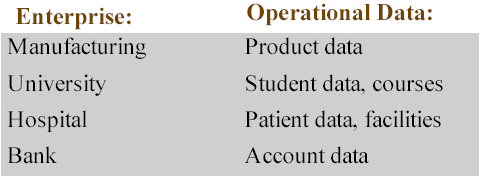 Enterprise: Operational Data:
Manufacturing Product data
University Student data, courses
Hospital Patient data, facilities
Bank Account data